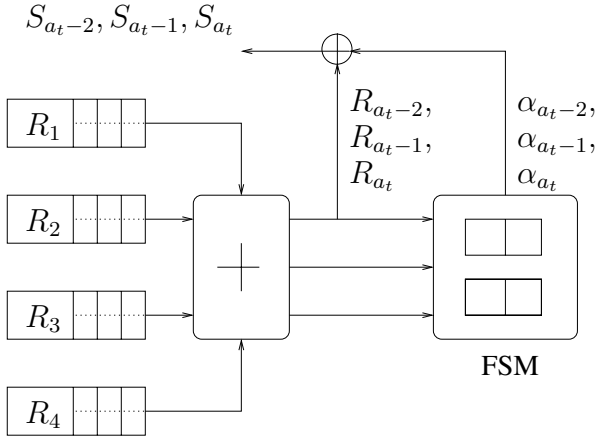 S_{a_t-2}, S_{a_t-1}, S_{a_t}
R_1
R_2
R_3
R_4
+
R_{a_t-2},
R_{a_t-1},
R_{a_t}
α_{a_t-2},
α_{a_t-1},
α_{a_t}
FSM